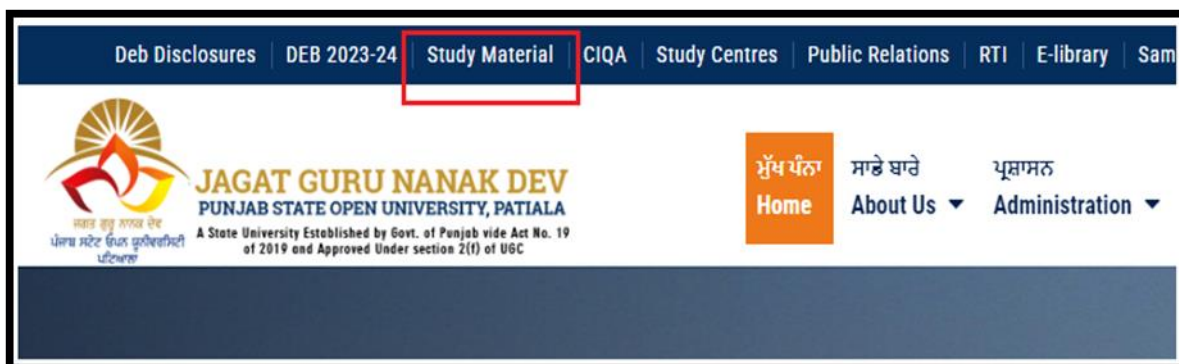 Deb Disclosures DEB 2023-24 Study Material CIQA Study Centres Public Relations RTI E-library Sam
JAGAT GURU NANAK DEV
PUNJAB STATE OPEN UNIVERSITY, PATIALA
A State University Established by Govt. of Punjab vide Act No. 19
of 2019 and Approved Under section 2(f) of UGC
ਜਗਤ ਗੁਰੂ ਨਾਨਕ ਦੇਵ
ਪੰਜਾਬ ਸਟੇਟ ਓਪਨ ਯੂਨੀਵਰਸਿਟੀ
ਪਟਿਆਲਾ
ਮੁੱਖ ਪੰਨਾ ਸਾਡੇ ਬਾਰੇ ਪ੍ਰਸ਼ਾਸਨ
Home About Us Administration